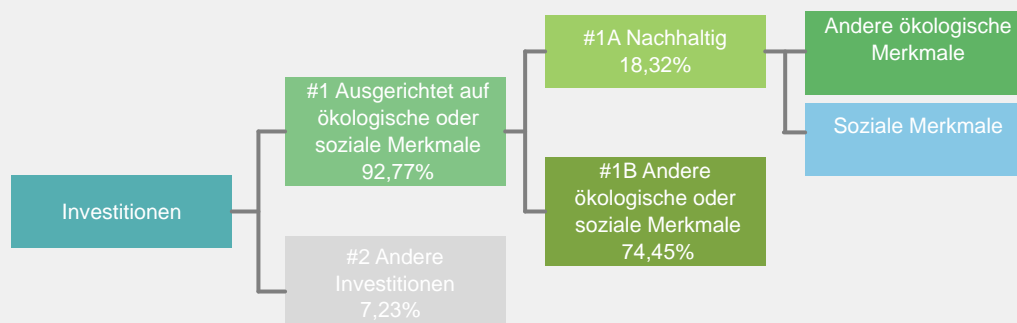 Investitionen
#1 Ausgerichtet auf
ökologische oder
soziale Merkmale
92,77%
#2 Andere
Investitionen
7,23%
#1A Nachhaltig
18,32%
#1B Andere
ökologische oder
soziale Merkmale
74,45%
Andere ökologische
Merkmale
Soziale Merkmale